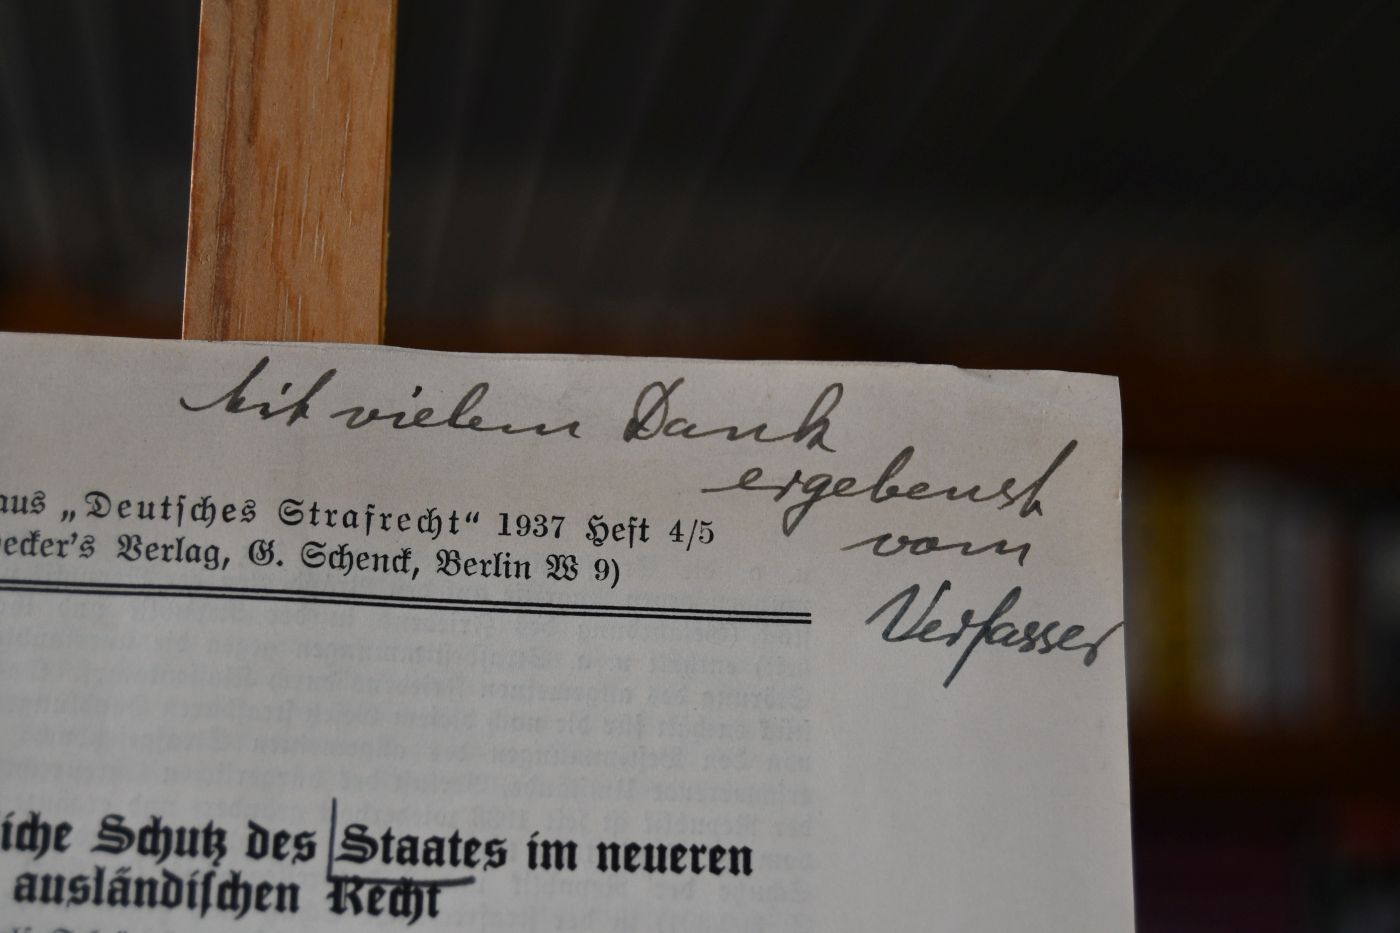 Mit vielem Dank
ergebenst
vom
Verfasser
aus „Deutsches Strafrecht“ 1937 Heft 4/5
ecker's Verlag, G. Schenck, Berlin W 9)
iche Schutz des Staates im neueren
ausländischen Recht